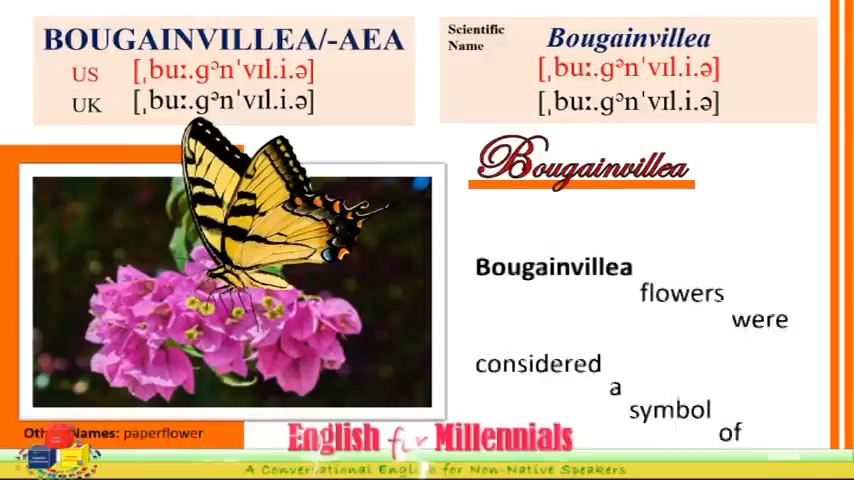 BOUGAINVILLEA/-AEA
US [ˌbuː.ɡᵊnˈvɪl.i.ə]
UK [ˌbuː.ɡᵊnˈvɪl.i.ə]
Scientific
Name
Bougainvillea
[ˌbuː.ɡᵊnˈvɪl.i.ə]
[ˌbuː.ɡᵊnˈvɪl.i.ə]
Bougainvillea
Bougainvillea
flowers
were
considered
a
symbol
of
Names: paperflower
English for Millennials
A Conversational English for Non-Native Speakers